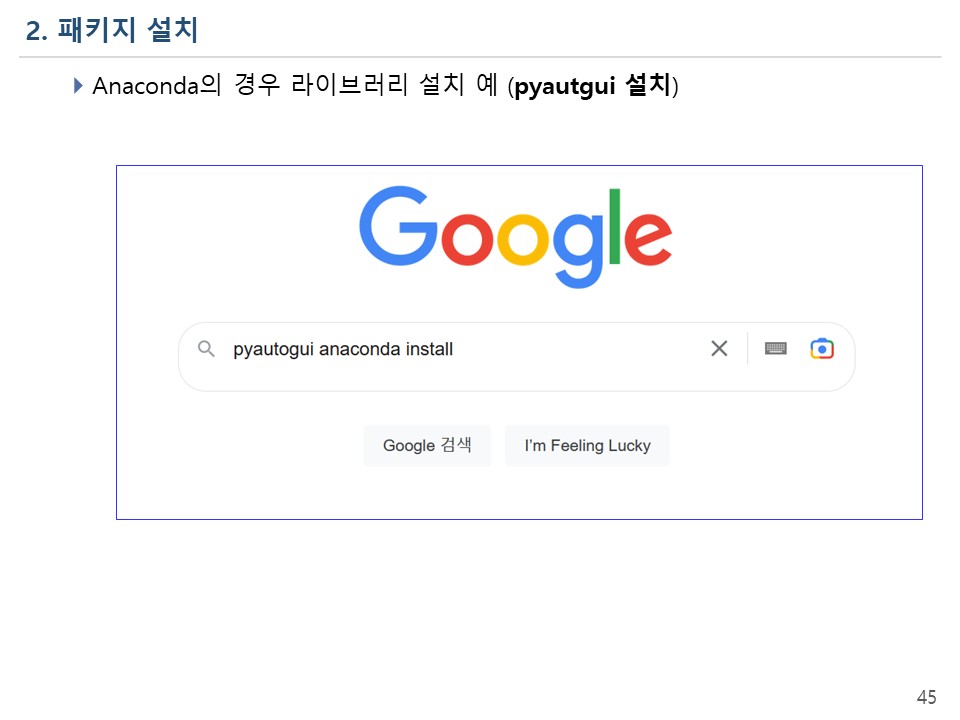 2. 패키지 설치
Anaconda의 경우 라이브러리 설치 예 (pyautgui 설치)
Google
pyautogui anaconda install
Google 검색
I'm Feeling Lucky
45